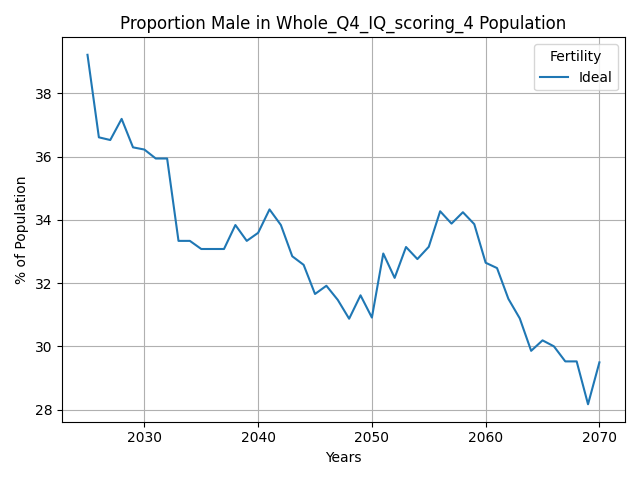 Proportion Male in Whole_Q4_IQ_scoring_4 Population
Fertility
Ideal
% of Population
38
36
34
32
30
28
2030 2040 2050 2060 2070
Years